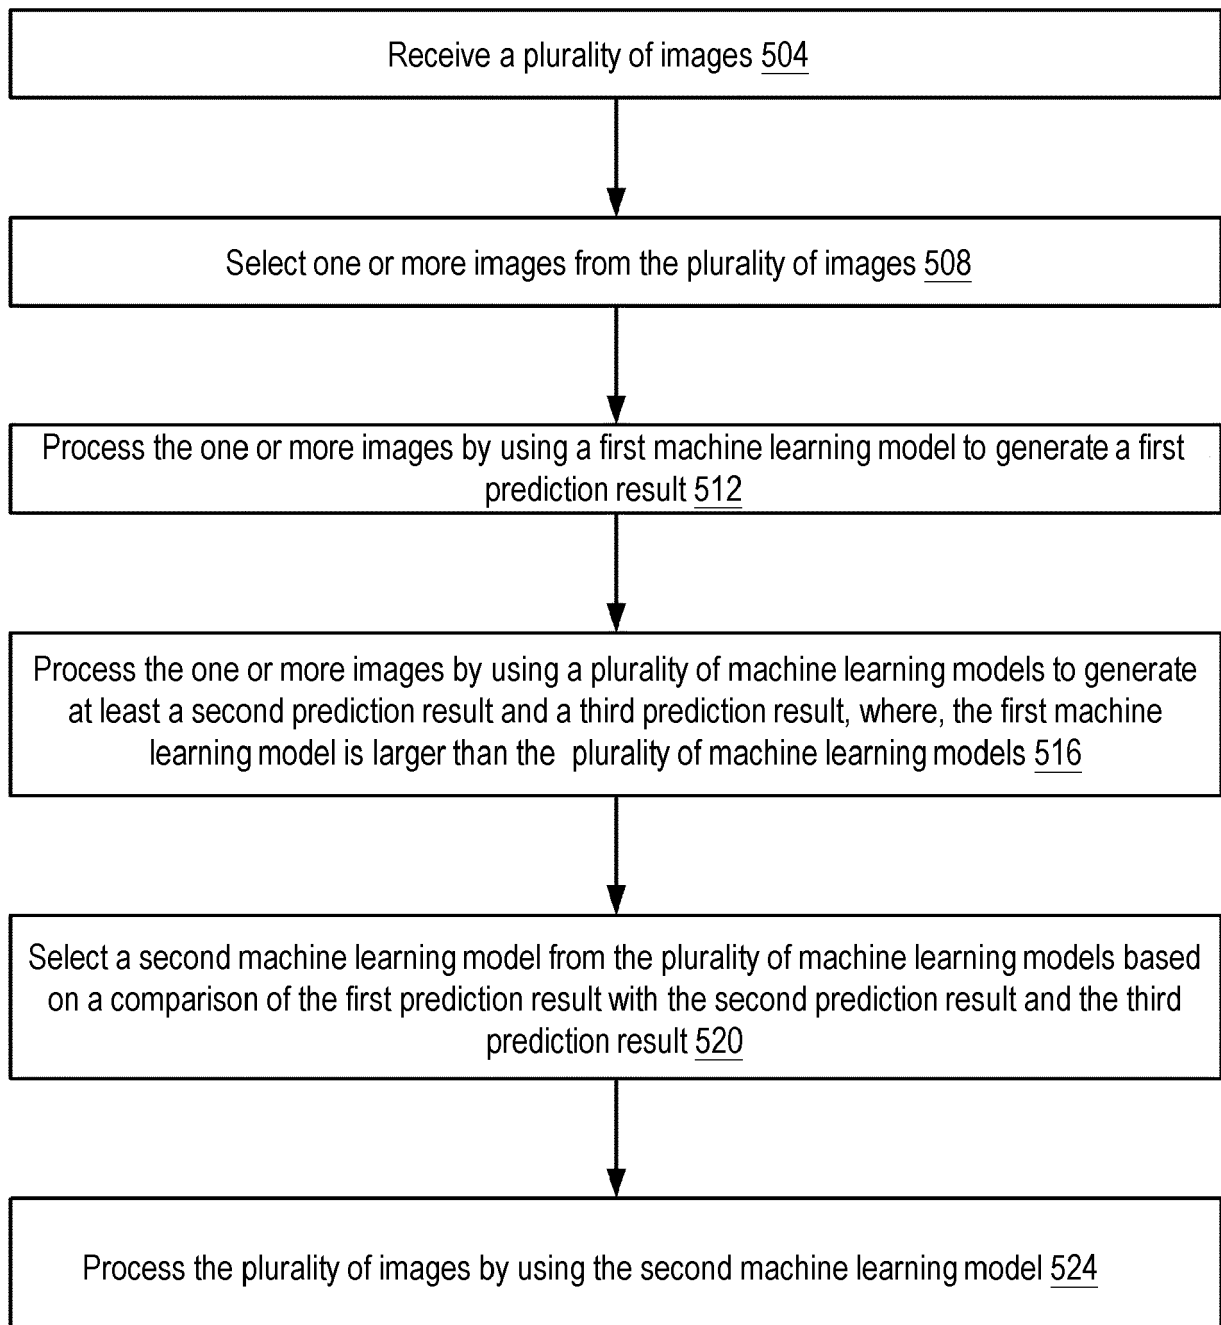 Receive a plurality of images 504
Select one or more images from the plurality of images 508
Process the one or more images by using a first machine learning model to generate a first
prediction result 512
Process the one or more images by using a plurality of machine learning models to generate
at least a second prediction result and a third prediction result, where, the first machine
learning model is larger than the plurality of machine learning models 516
Select a second machine learning model from the plurality of machine learning models based
on a comparison of the first prediction result with the second prediction result and the third
prediction result 520
Process the plurality of images by using the second machine learning model 524